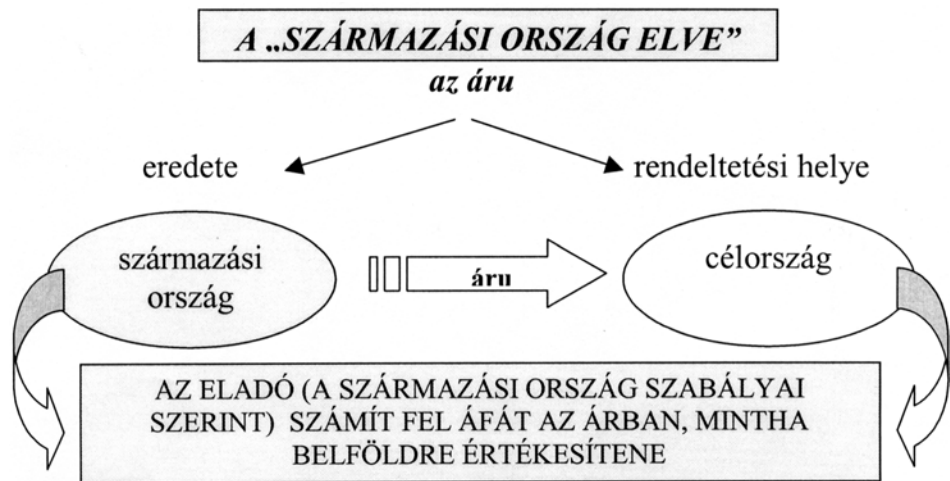 A „SZÁRMAZÁSI ORSZÁG ELVE”
az áru
eredete
rendeltetési helye
származási
ország
áru
célország
AZ ELADÓ (A SZÁRMAZÁSI ORSZÁG SZABÁLYAI
SZERINT) SZÁMÍT FEL ÁFÁT AZ ÁRBAN, MINTHA
BELFÖLDRE ÉRTÉKESÍTENE